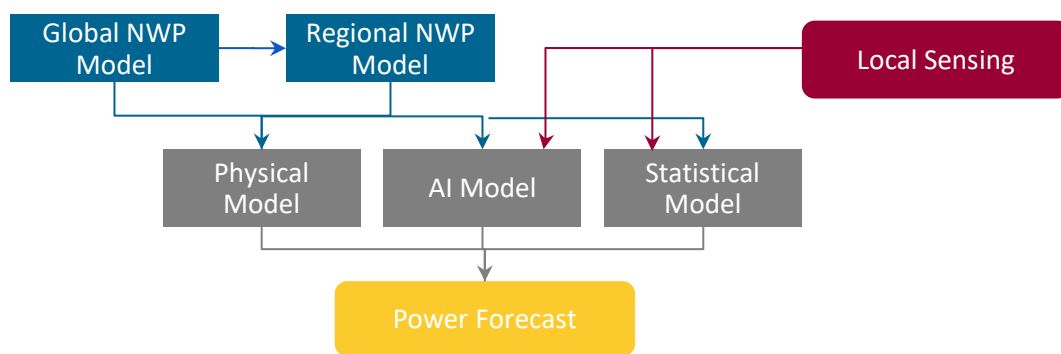 Global NWP
Model
Regional NWP
Model
Local Sensing
Physical
Model
AI Model
Statistical
Model
Power Forecast